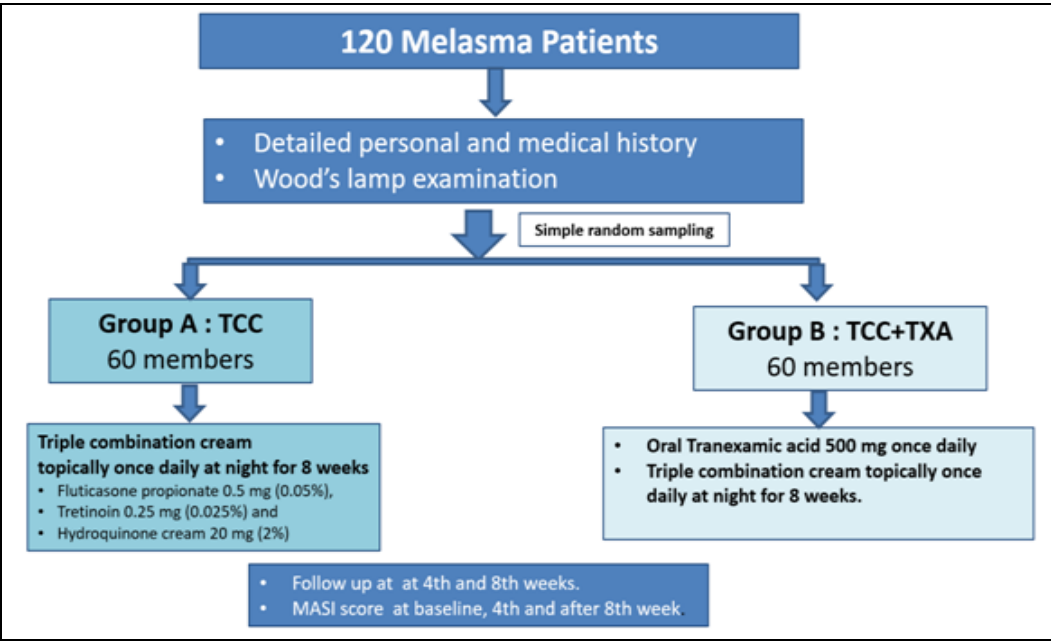 120 Melasma Patients
• Detailed personal and medical history
• Wood's lamp examination
Simple random sampling
Group A : TCC
60 members
Group B : TCC+TXA
60 members
Triple combination cream
topically once daily at night for 8 weeks
• Fluticasone propionate 0.5 mg (0.05%),
• Tretinoin 0.25 mg (0.025%) and
• Hydroquinone cream 20 mg (2%)
• Oral Tranexamic acid 500 mg once daily
• Triple combination cream topically once
daily at night for 8 weeks.
• Follow up at at 4th and 8th weeks.
• MASI score at baseline, 4th and after 8th week.